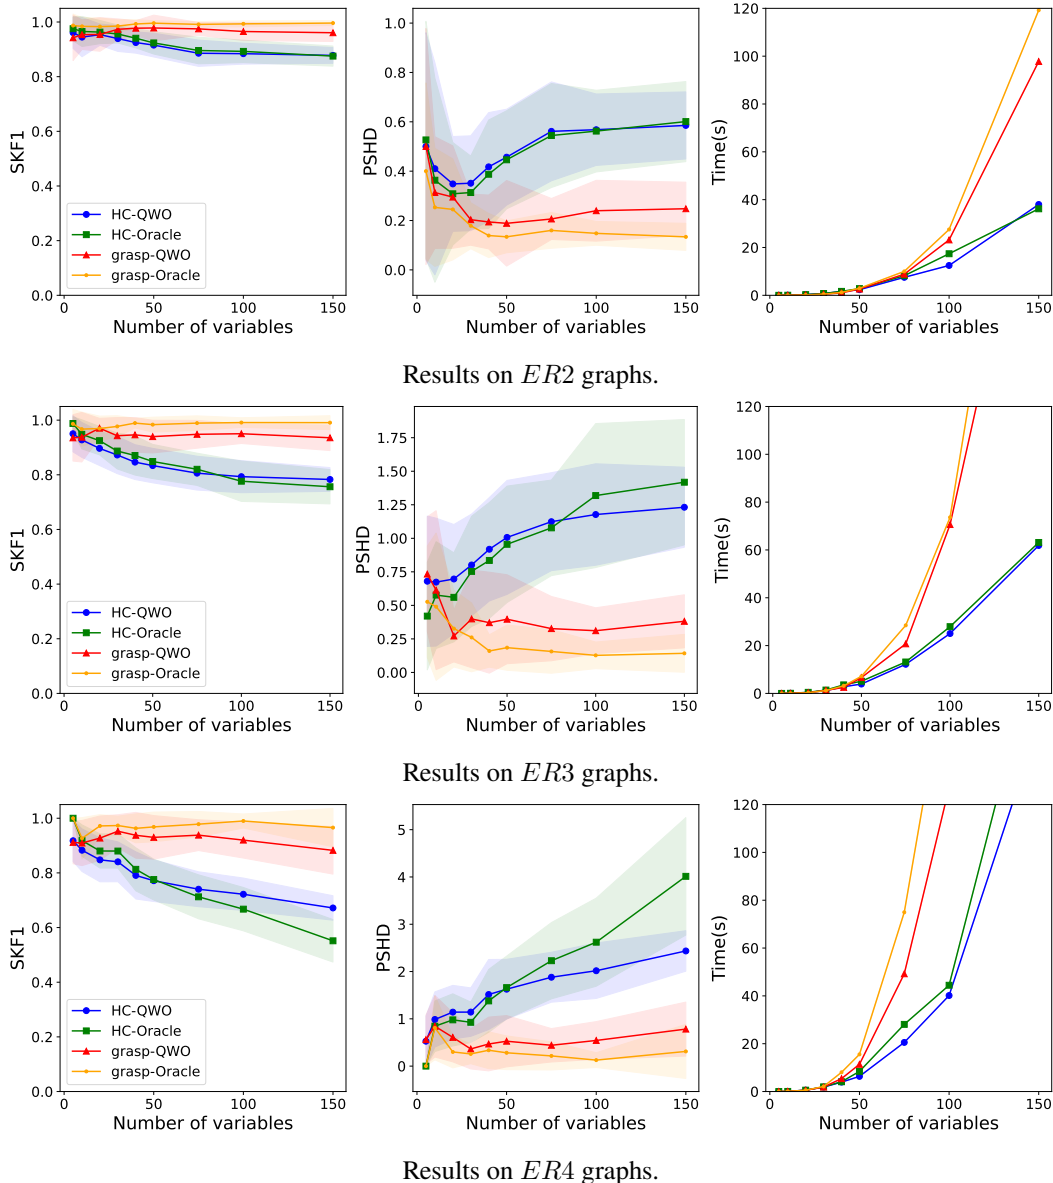 1.0
0.8
0.6
0.4
0.2
0.0
SKF1
HC-QWO
HC-Oracle
grasp-QWO
grasp-Oracle
0 50 100 150
Number of variables
1.0
0.8
0.6
0.4
0.2
0.0
PSHD
0 50 100 150
Number of variables
120
100
80
60
40
20
0
Time(s)
0 50 100 150
Number of variables
Results on ER2 graphs.
1.0
0.8
0.6
0.4
0.2
0.0
SKF1
HC-QWO
HC-Oracle
grasp-QWO
grasp-Oracle
0 50 100 150
Number of variables
1.75
1.50
1.25
1.00
0.75
0.50
0.25
0.00
PSHD
0 50 100 150
Number of variables
120
100
80
60
40
20
0
Time(s)
0 50 100 150
Number of variables
Results on ER3 graphs.
1.0
0.8
0.6
0.4
0.2
0.0
SKF1
HC-QWO
HC-Oracle
grasp-QWO
grasp-Oracle
0 50 100 150
Number of variables
5
4
3
2
1
0
PSHD
0 50 100 150
Number of variables
120
100
80
60
40
20
0
Time(s)
0 50 100 150
Number of variables
Results on ER4 graphs.